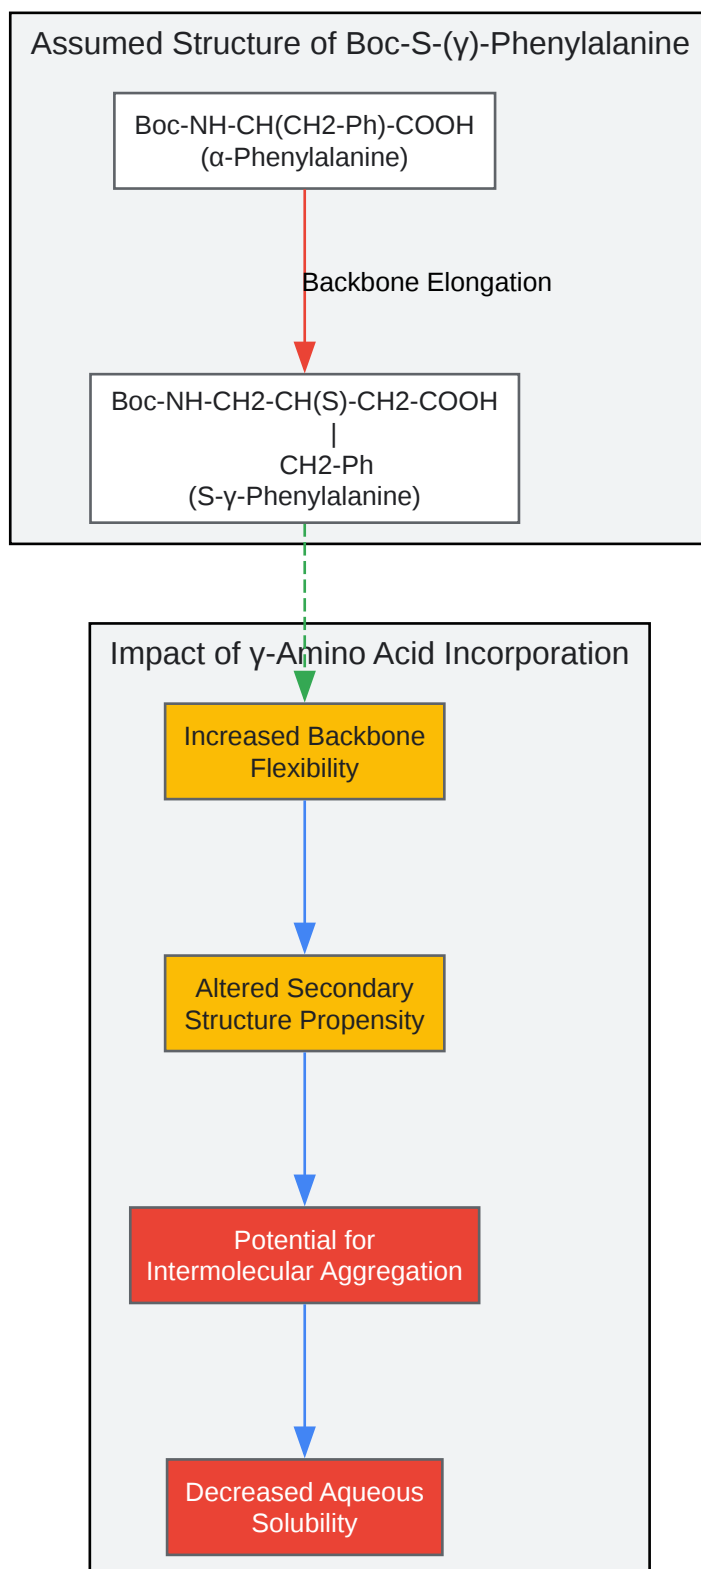 Assumed Structure of Boc-S-(γ)-Phenylalanine
Boc-NH-CH(CH2-Ph)-COOH
(α-Phenylalanine)
Backbone Elongation
Boc-NH-CH2-CH(S)-CH2-COOH
|
CH2-Ph
(S-γ-Phenylalanine)
Impact of γ-Amino Acid Incorporation
Increased Backbone
Flexibility
Altered Secondary
Structure Propensity
Potential for
Intermolecular Aggregation
Decreased Aqueous
Solubility